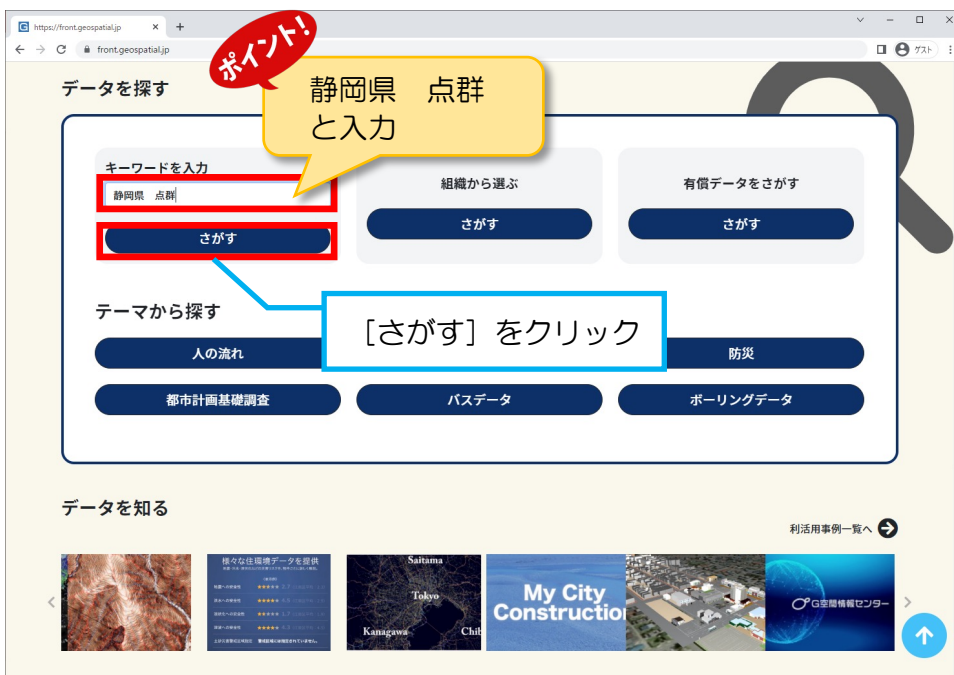 https://front.geospatial.jp
front.geospatial.jp
ゲスト
ポイント!
データを探す
静岡県　点群
と入力
キーワードを入力
静岡県　点群
さがす
組織から選ぶ
さがす
有償データをさがす
さがす
テーマから探す
［さがす］をクリック
人の流れ
防災
都市計画基礎調査
バスデータ
ボーリングデータ
データを知る
利活用事例一覧へ
様々な住環境データを提供
Saitama
Tokyo
Kanagawa
Chib
My City
Constructio
G空間情報センター